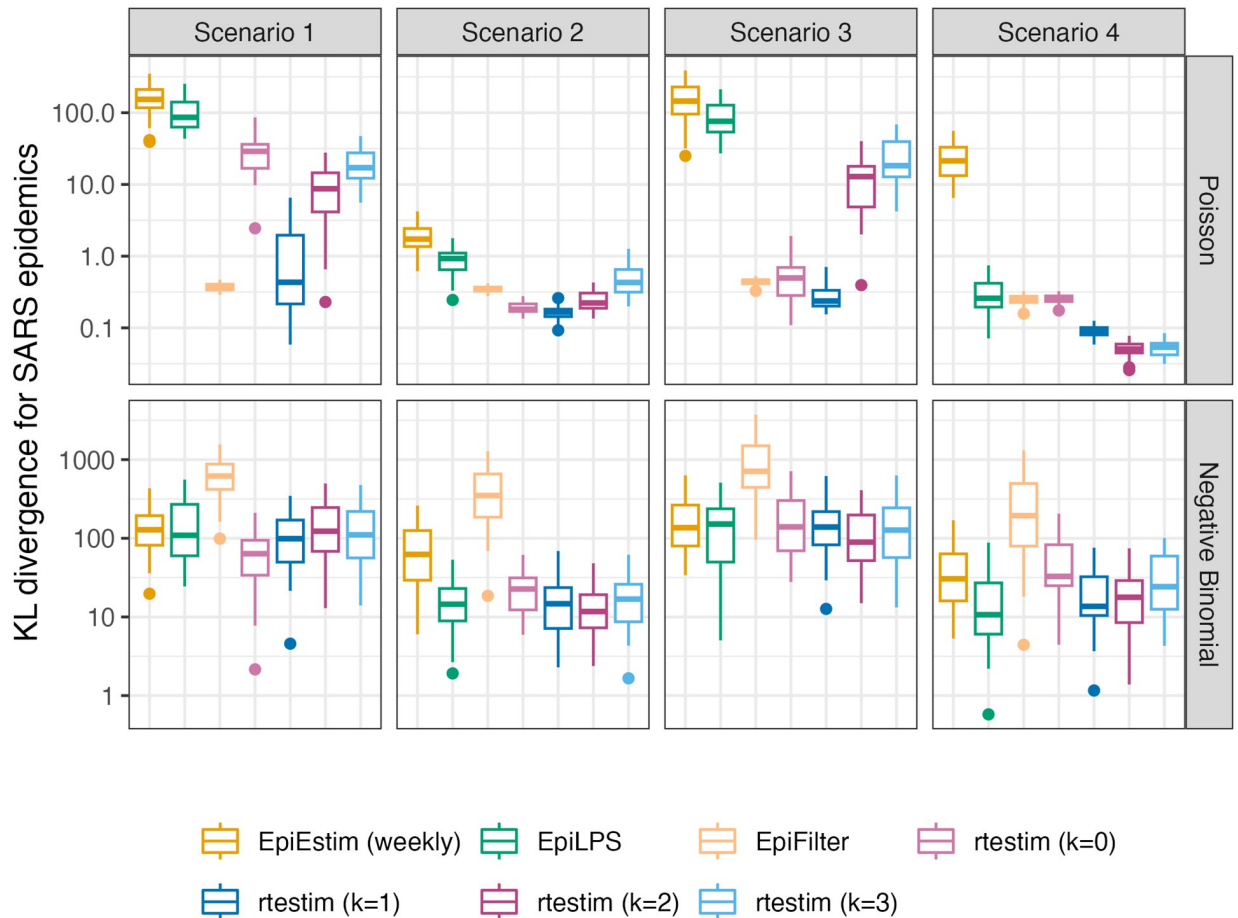 Scenario 1 Scenario 2 Scenario 3 Scenario 4
KL divergence for SARS epidemics
100.0
10.0
1.0
0.1
Poisson
1000
100
10
1
Negative Binomial
EpiEstim (weekly) EpiLPS EpiFilter rtestim (k=0)
rtestim (k=1) rtestim (k=2) rtestim (k=3)